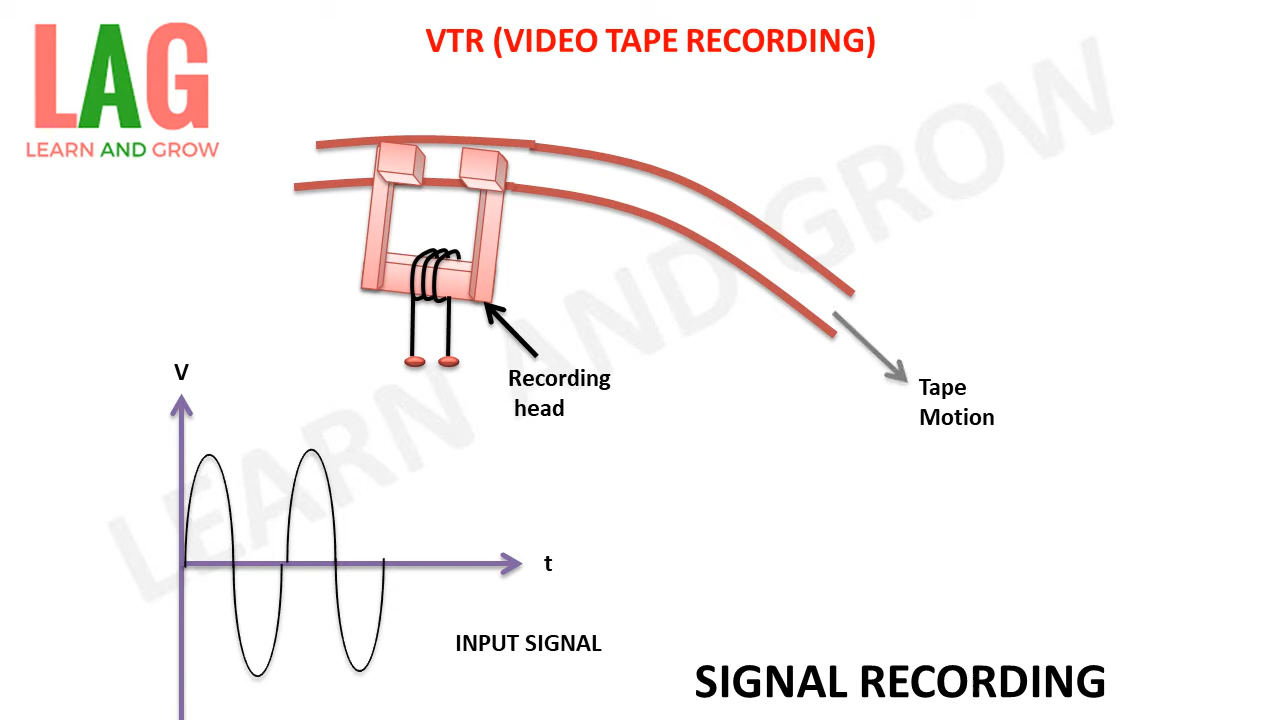 LAG
LEARN AND GROW
VTR (VIDEO TAPE RECORDING)
Recording
head
Tape
Motion
V
t
INPUT SIGNAL
SIGNAL RECORDING
LEARN AND GROW